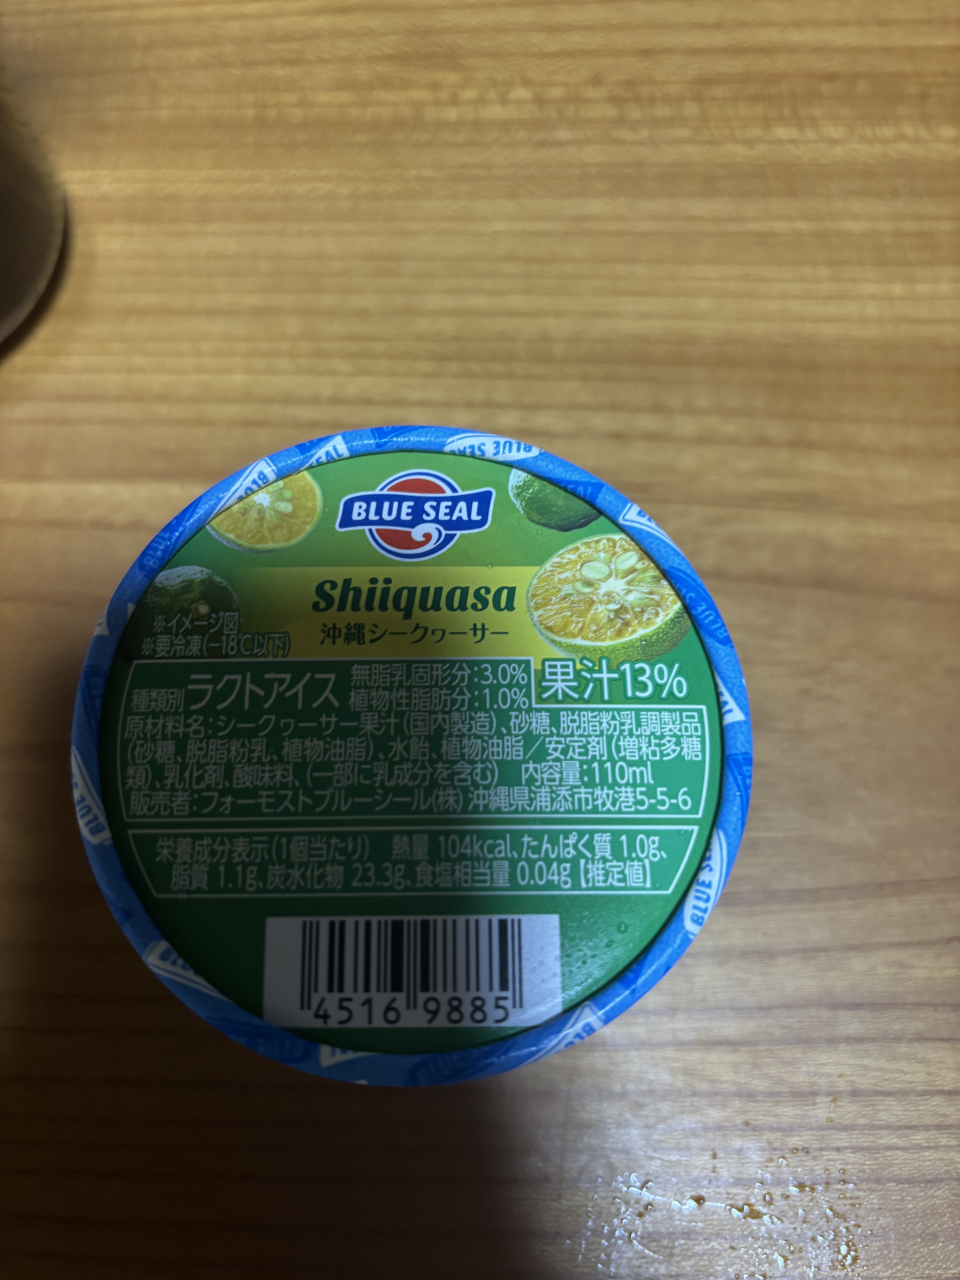 BLUE SEAL
Shiiquasa
沖縄シークヮーサー
※イメージ図
※要冷凍(−18℃以下)
種類別 ラクトアイス
無脂乳固形分:3.0%
植物性脂肪分:1.0%
果汁13%
原材料名:シークヮーサー果汁(国内製造)、砂糖、脱脂粉乳調製品
(砂糖、脱脂粉乳、植物油脂)、水飴、植物油脂／安定剤(増粘多糖
類)、乳化剤、酸味料、(一部に乳成分を含む) 内容量:110ml
販売者:フォーモストブルーシール(株) 沖縄県浦添市牧港5-5-6
栄養成分表示(1個当たり) 熱量 104kcal、たんぱく質 1.0g、
脂質 1.1g、炭水化物 23.3g、食塩相当量 0.04g【推定値】
4516 9885
BLUE SEAL
BLUE SEAL